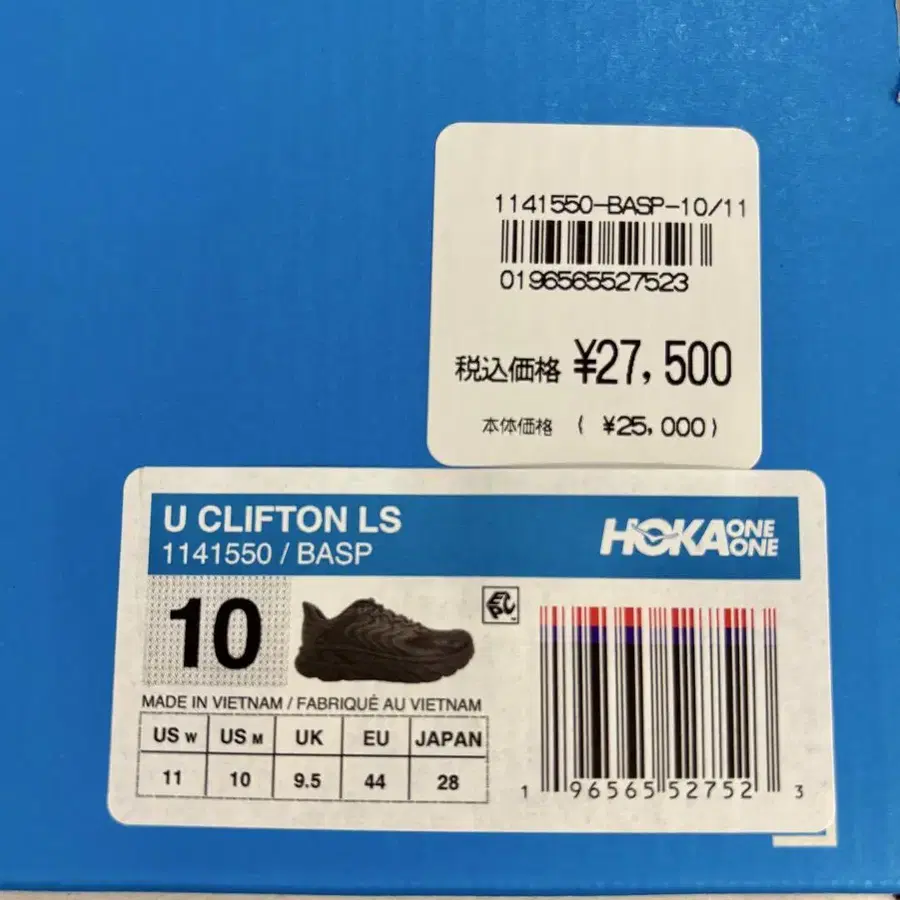 1141550-BASP-10/11
0196565527523
税込価格 ¥27,500
本体価格 ( ¥25,000)
U CLIFTON LS
1141550 / BASP
HOKA ONE ONE
10
MADE IN VIETNAM / FABRIQUÉ AU VIETNAM
US W US M UK EU JAPAN
11 10 9.5 44 28
1 96565 52752 3